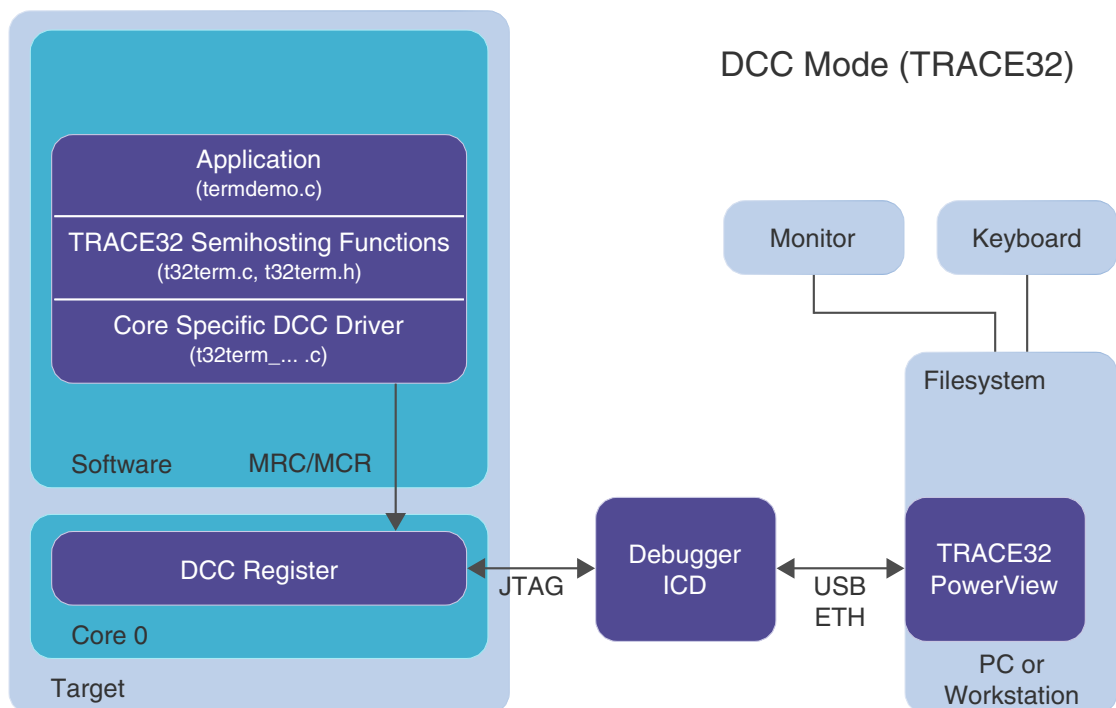 DCC Mode (TRACE32)
Application
(termdemo.c)
TRACE32 Semihosting Functions
(t32term.c, t32term.h)
Core Specific DCC Driver
(t32term_... .c)
Software
MRC/MCR
DCC Register
Core 0
Target
JTAG
Debugger
ICD
USB
ETH
Monitor
Keyboard
Filesystem
TRACE32
PowerView
PC or
Workstation